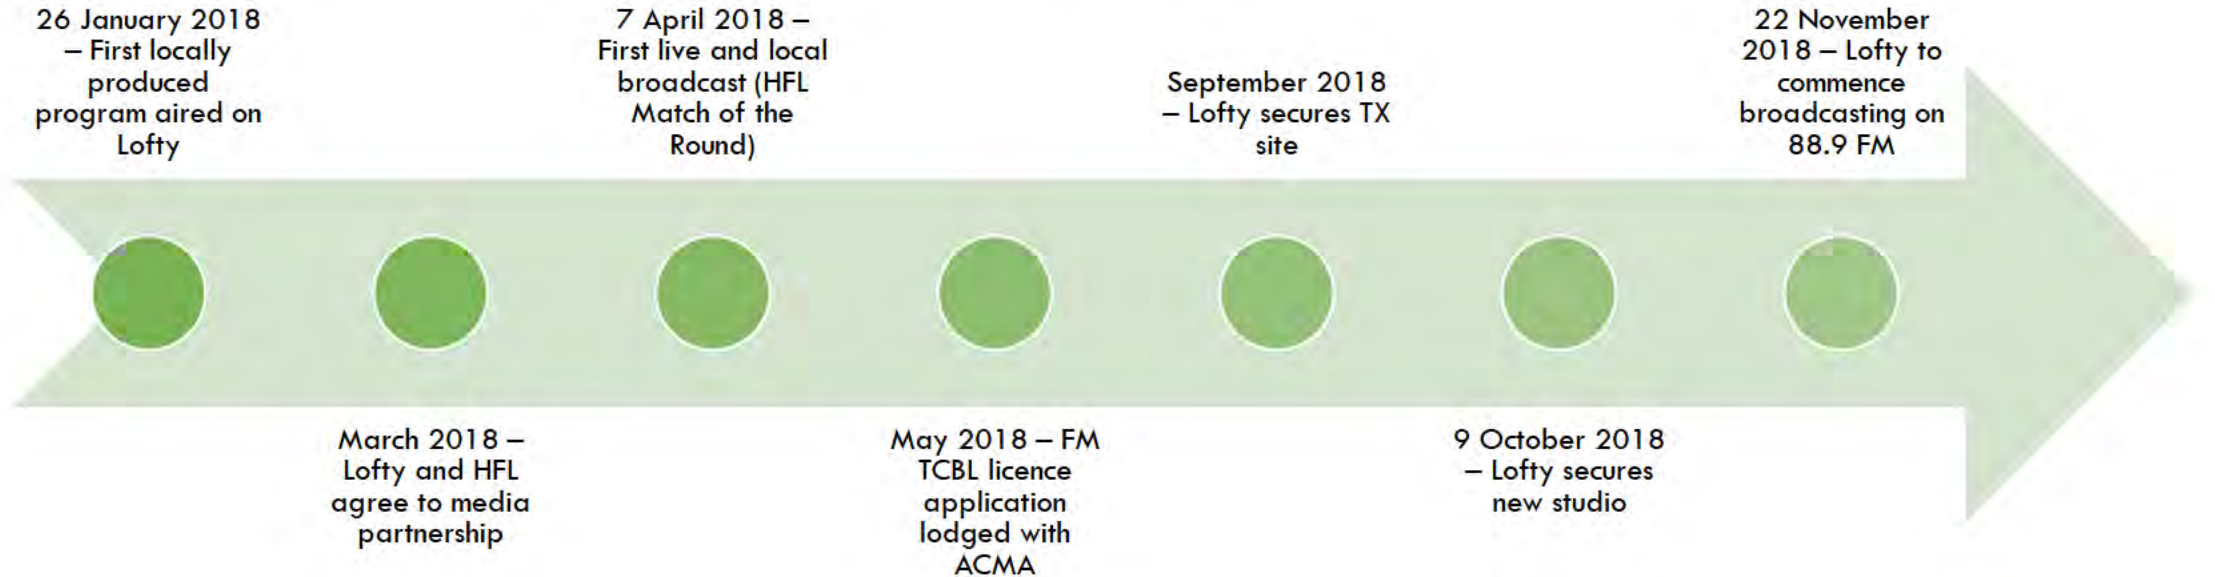 26 January 2018
– First locally
produced
program aired on
Lofty
March 2018 –
Lofty and HFL
agree to media
partnership
7 April 2018 –
First live and local
broadcast (HFL
Match of the
Round)
May 2018 – FM
TCBL licence
application
lodged with
ACMA
September 2018
– Lofty secures TX
site
9 October 2018
– Lofty secures
new studio
22 November
2018 – Lofty to
commence
broadcasting on
88.9 FM